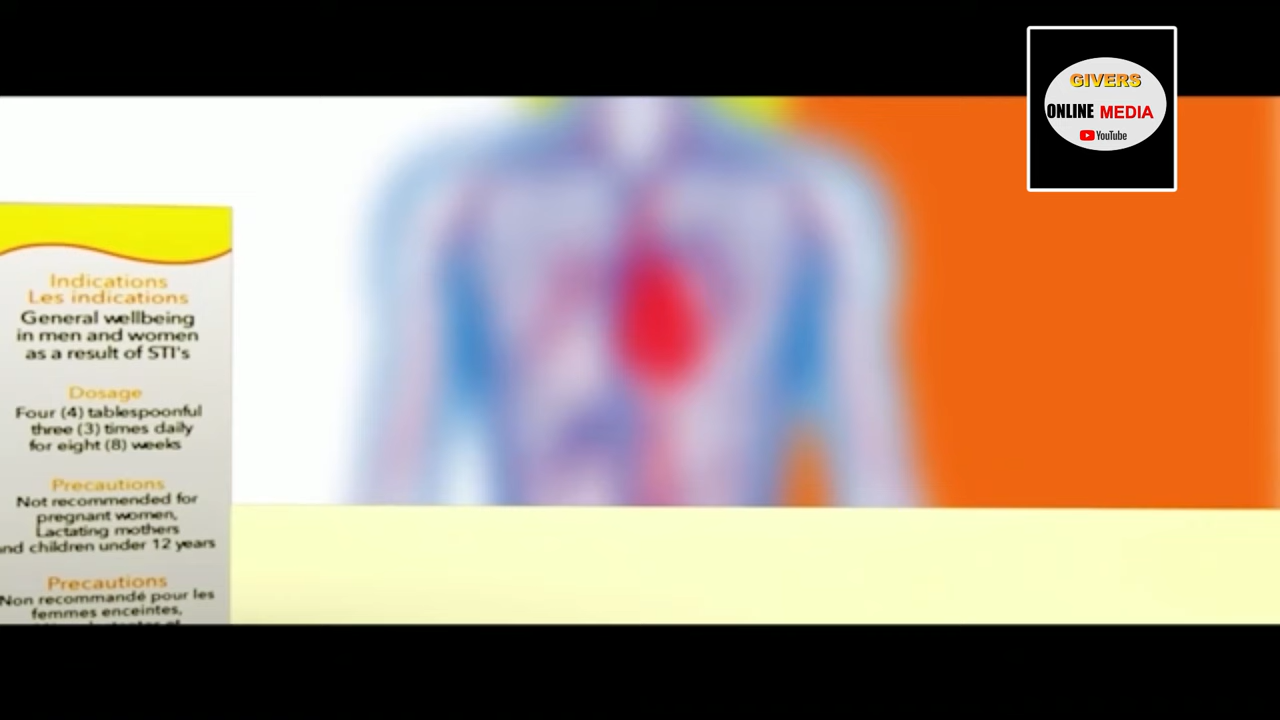 GIVERS
ONLINE MEDIA
YouTube
Indications
Les indications
General wellbeing
in men and women
as a result of STI's
Dosage
Four (4) tablespoonful
three (3) times daily
for eight (8) weeks
Precautions
Not recommended for
pregnant women,
Lactating mothers
nd children under 12 years
Precautions
Non recommandé pour les
femmes enceintes,